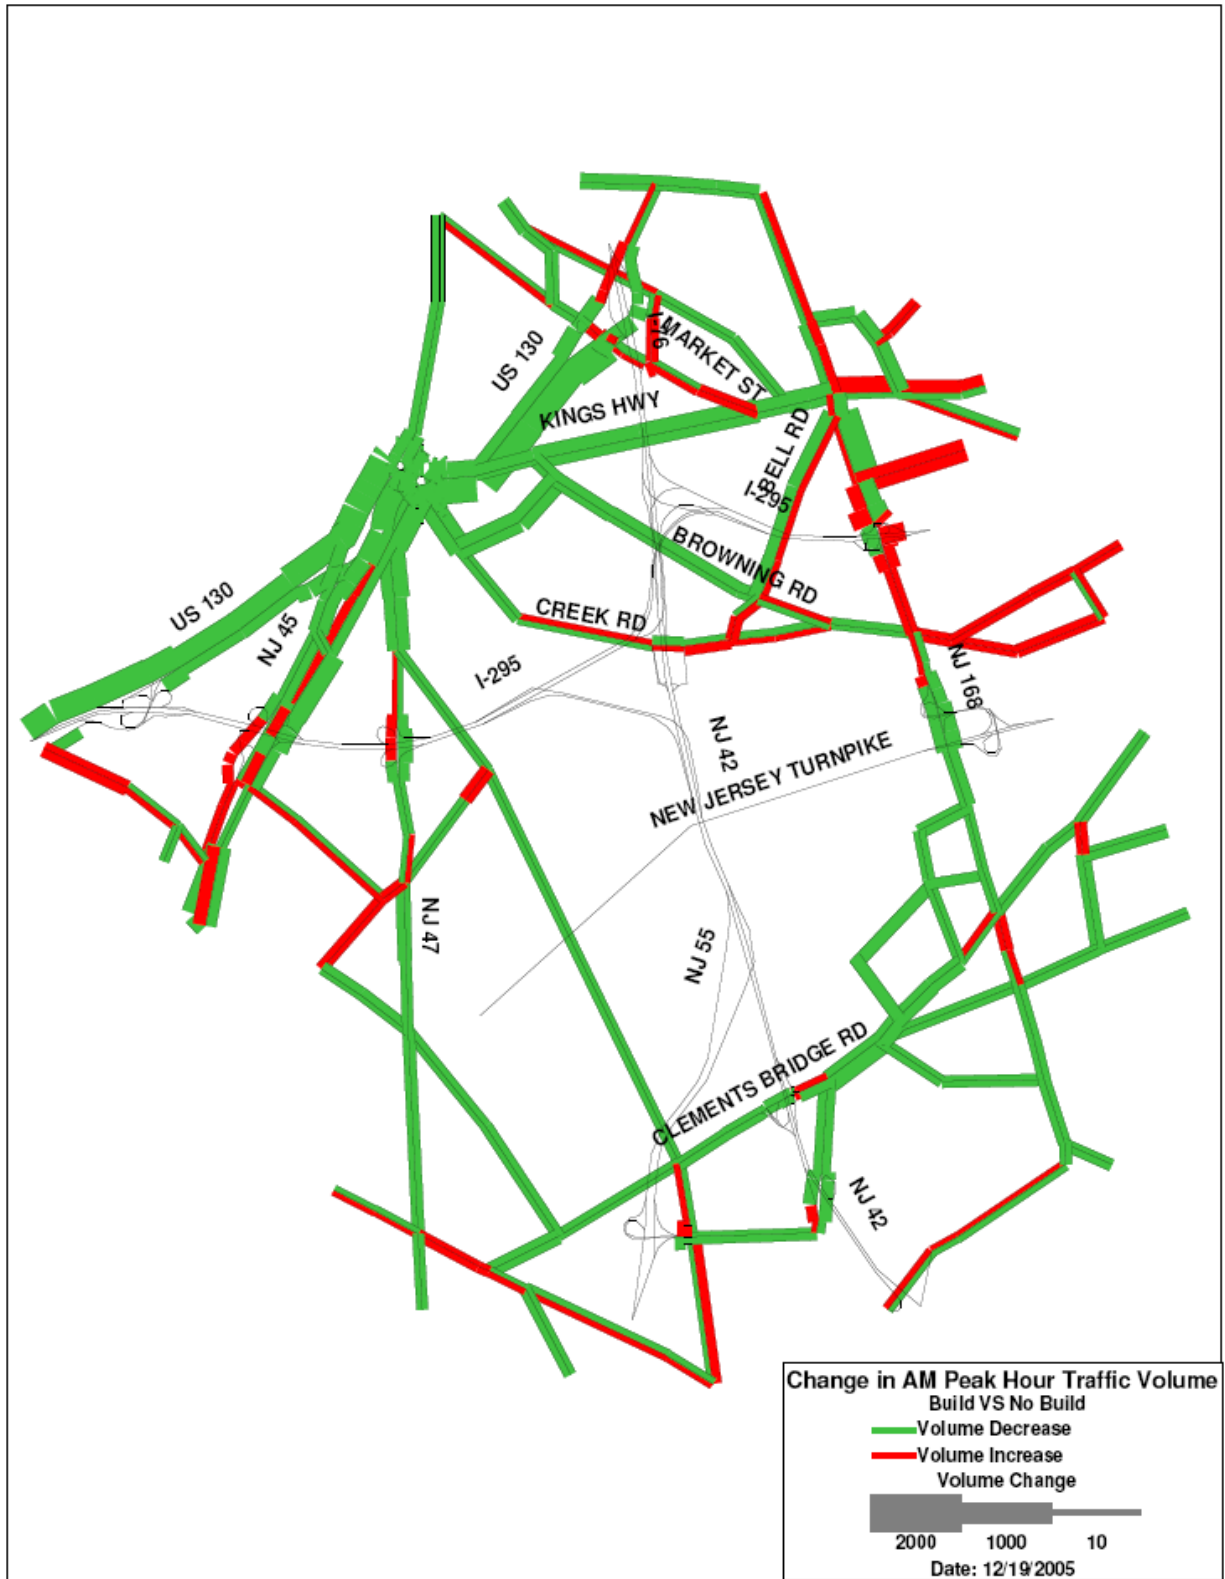 US 130
I-76
MARKET ST
KINGS HWY
BELL RD
I-295
BROWNING RD
US 130
CREEK RD
NJ 45
I-295
NJ 168
NJ 42
NEW JERSEY TURNPIKE
NJ 47
NJ 55
CLEMENTS BRIDGE RD
NJ 42
Change in AM Peak Hour Traffic Volume
Build VS No Build
Volume Decrease
Volume Increase
Volume Change
2000 1000 10
Date: 12/19/2005